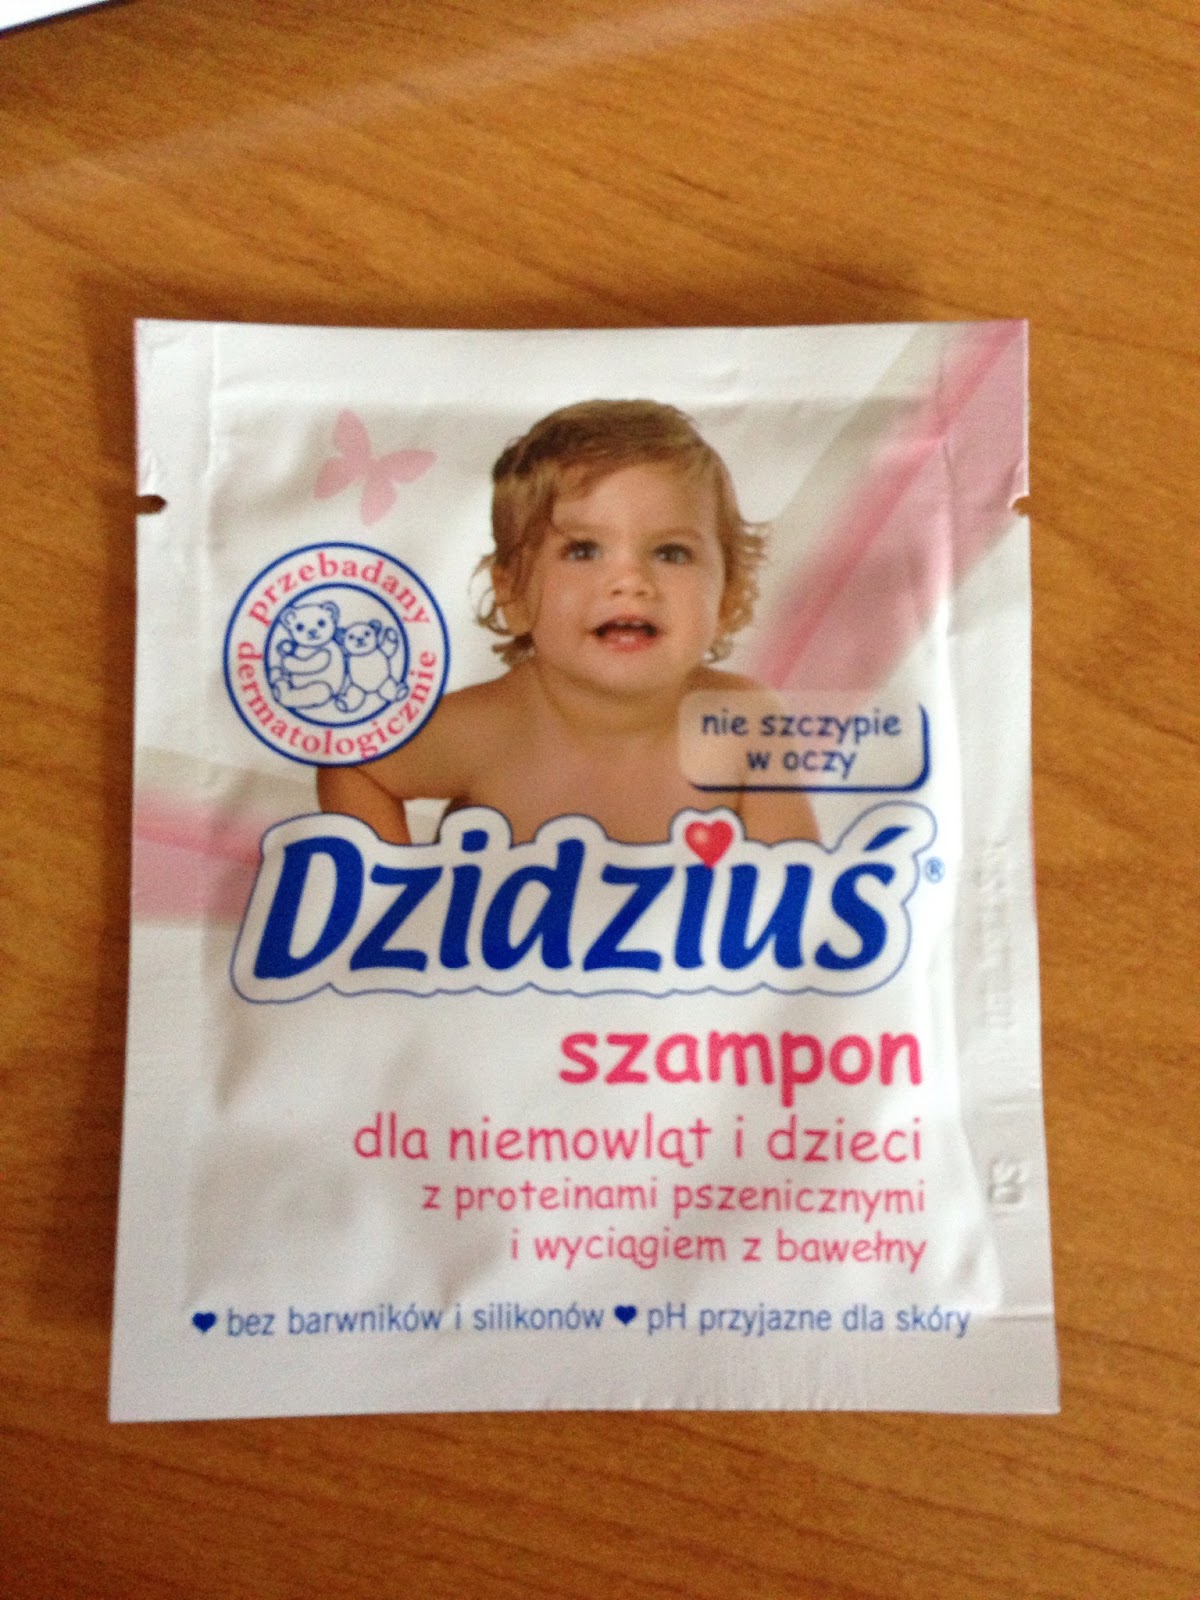 przebadany
dermatologicznie
nie szczypie
w oczy
Dzidziuś®
szampon
dla niemowląt i dzieci
z proteinami pszenicznymi
i wyciągiem z bawełny
bez barwników i silikonów pH przyjazne dla skóry